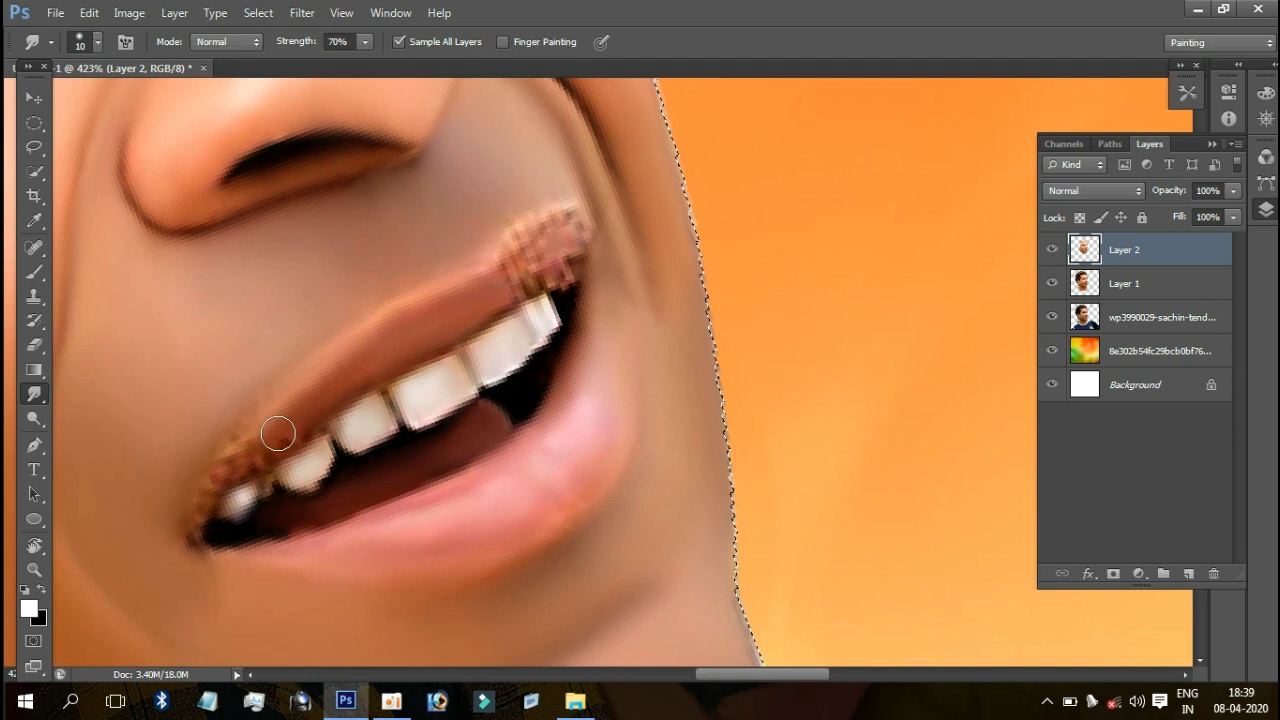 Ps File Edit Image Layer Type Select Filter View Window Help
10 Mode: Normal Strength: 70% Sample All Layers Finger Painting Painting
-1 @ 423% (Layer 2, RGB/8) * ×
Channels Paths Layers
Kind T
Normal Opacity: 100%
Lock: Fill: 100%
Layer 2
Layer 1
wp3990029-sachin-tend...
8e302b54fc29bcb0bf76...
Background
T
fx
Doc: 3.40M/18.0M
Ps ENG 18:39
IN 08-04-2020